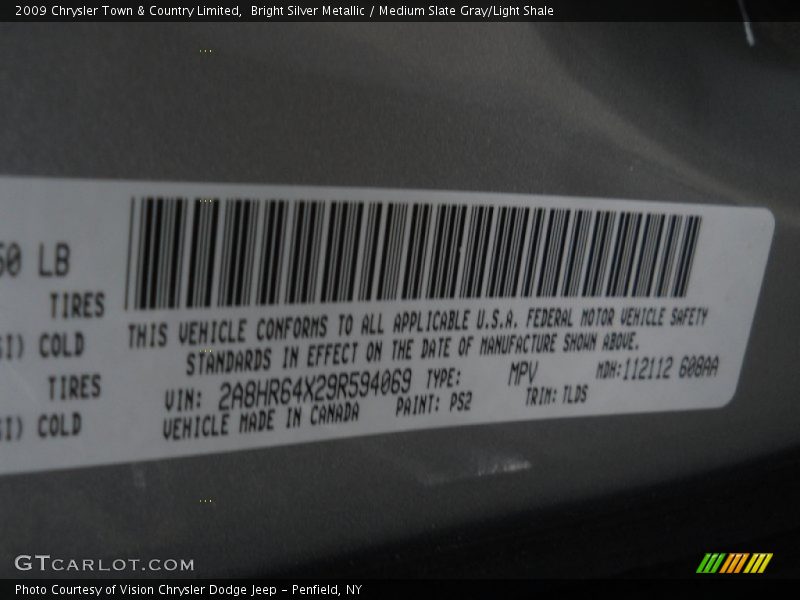 2009 Chrysler Town & Country Limited,  Bright Silver Metallic / Medium Slate Gray/Light Shale
LB
TIRES
COLD
TIRES
COLD
THIS VEHICLE CONFORMS TO ALL APPLICABLE U.S.A. FEDERAL MOTOR VEHICLE SAFETY
STANDARDS IN EFFECT ON THE DATE OF MANUFACTURE SHOWN ABOVE.
VIN: 2A8HR64X29R594069 TYPE: MPV MDH:112112 608AA
VEHICLE MADE IN CANADA PAINT: PS2 TRIM: TLDS
GTCARLOT.COM
Photo Courtesy of Vision Chrysler Dodge Jeep - Penfield, NY